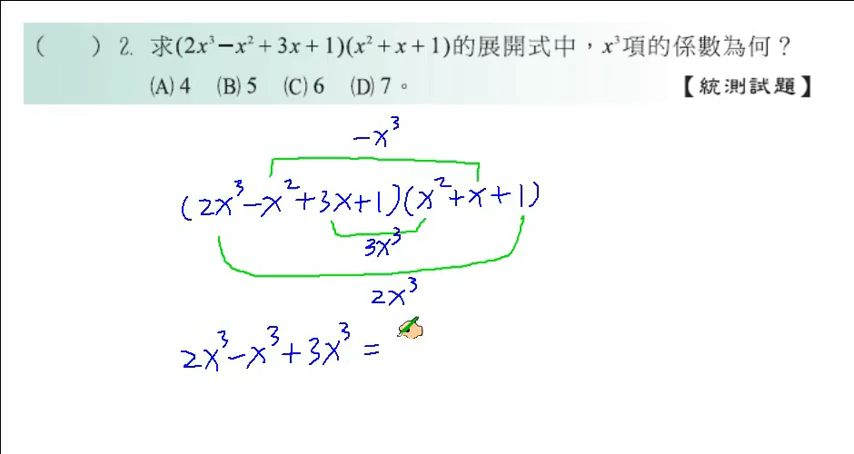 ( ) 2. 求(2x³−x²+3x+1)(x²+x+1)的展開式中，x³項的係數為何？
(A) 4 (B) 5 (C) 6 (D) 7。 【統測試題】
−x³
(2x³−x²+3x+1)(x²+x+1)
3x³
2x³
2x³−x³+3x³=